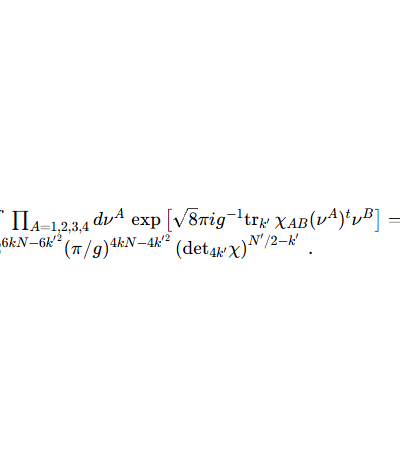 ∏_{A=1,2,3,4} dν^A exp [√8πig^{-1}tr_{k'} χ_{AB}(ν^A)^tν^B] =
^{6kN-6k'^2}(π/g)^{4kN-4k'^2} (det_{4k'}χ)^{N'/2-k'} .